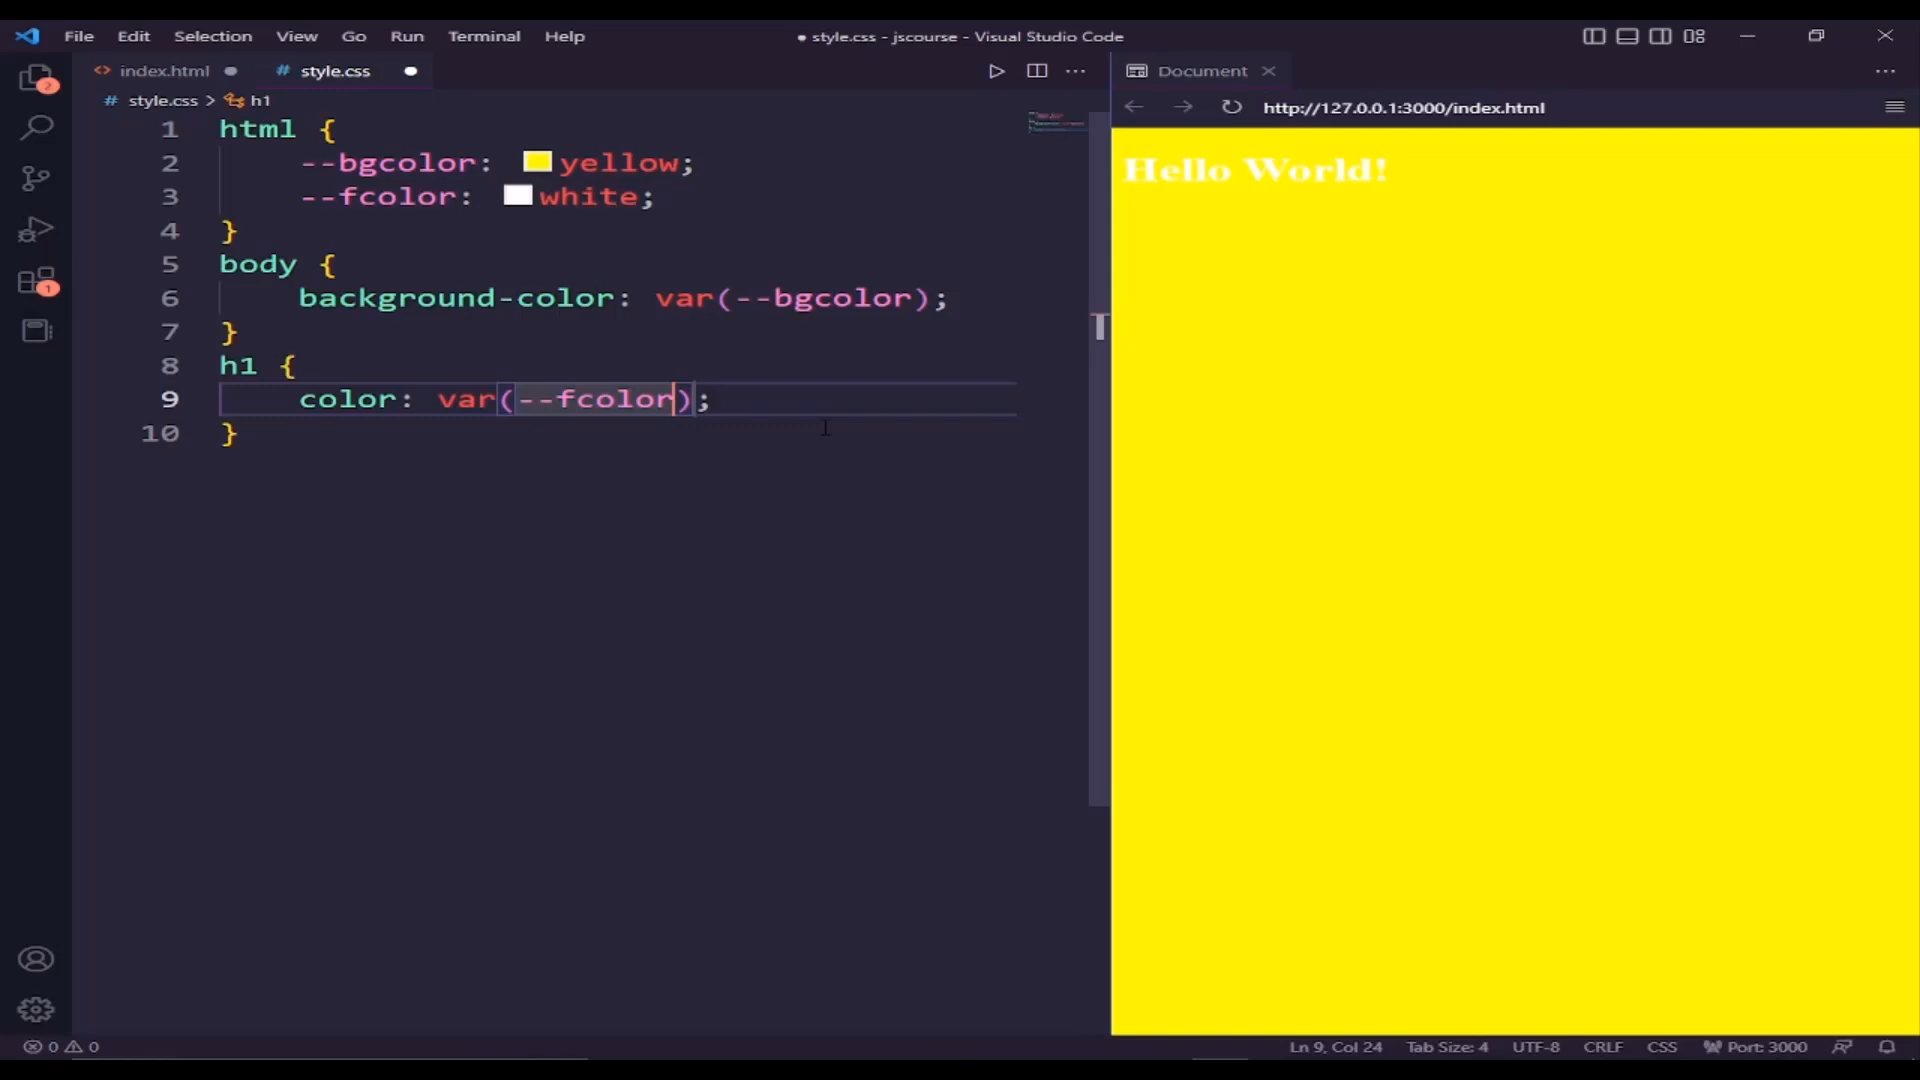 File Edit Selection View Go Run Terminal Help
● style.css - jscourse - Visual Studio Code
index.html ● # style.css ●
Document
# style.css > h1
http://127.0.0.1:3000/index.html
1 html {
2 --bgcolor: yellow;
3 --fcolor: white;
4 }
5 body {
6 background-color: var(--bgcolor);
7 }
8 h1 {
9 color: var(--fcolor);
10 }
Hello World!
2
1
0 0
Ln 9, Col 24 Tab Size: 4 UTF-8 CRLF CSS Port: 3000